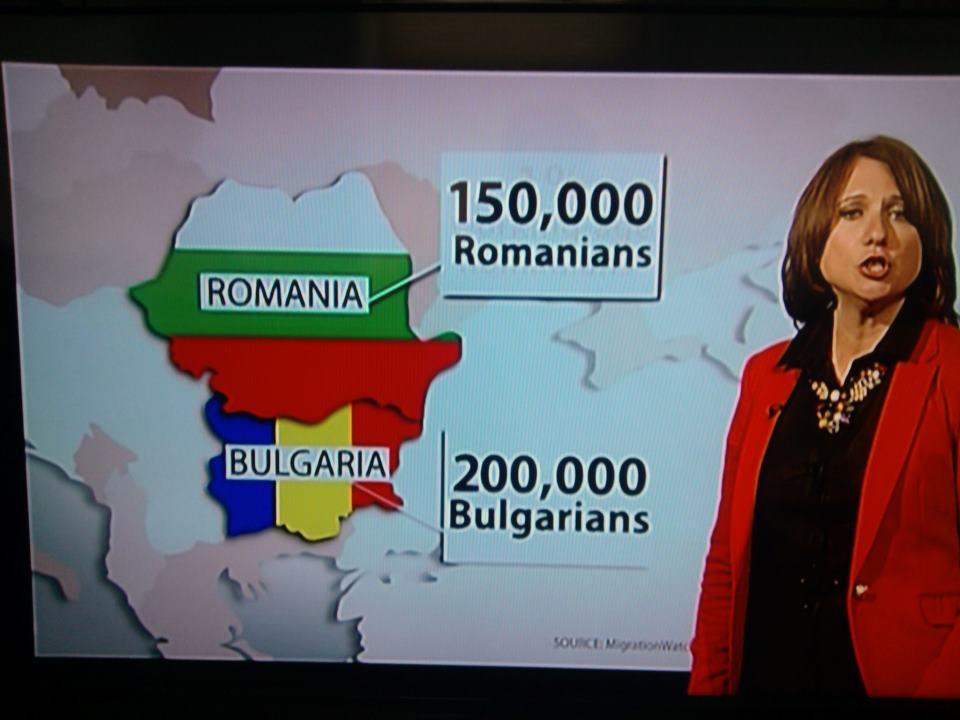 150,000
Romanians
ROMANIA
BULGARIA
200,000
Bulgarians
SOURCE: MigrationWatc